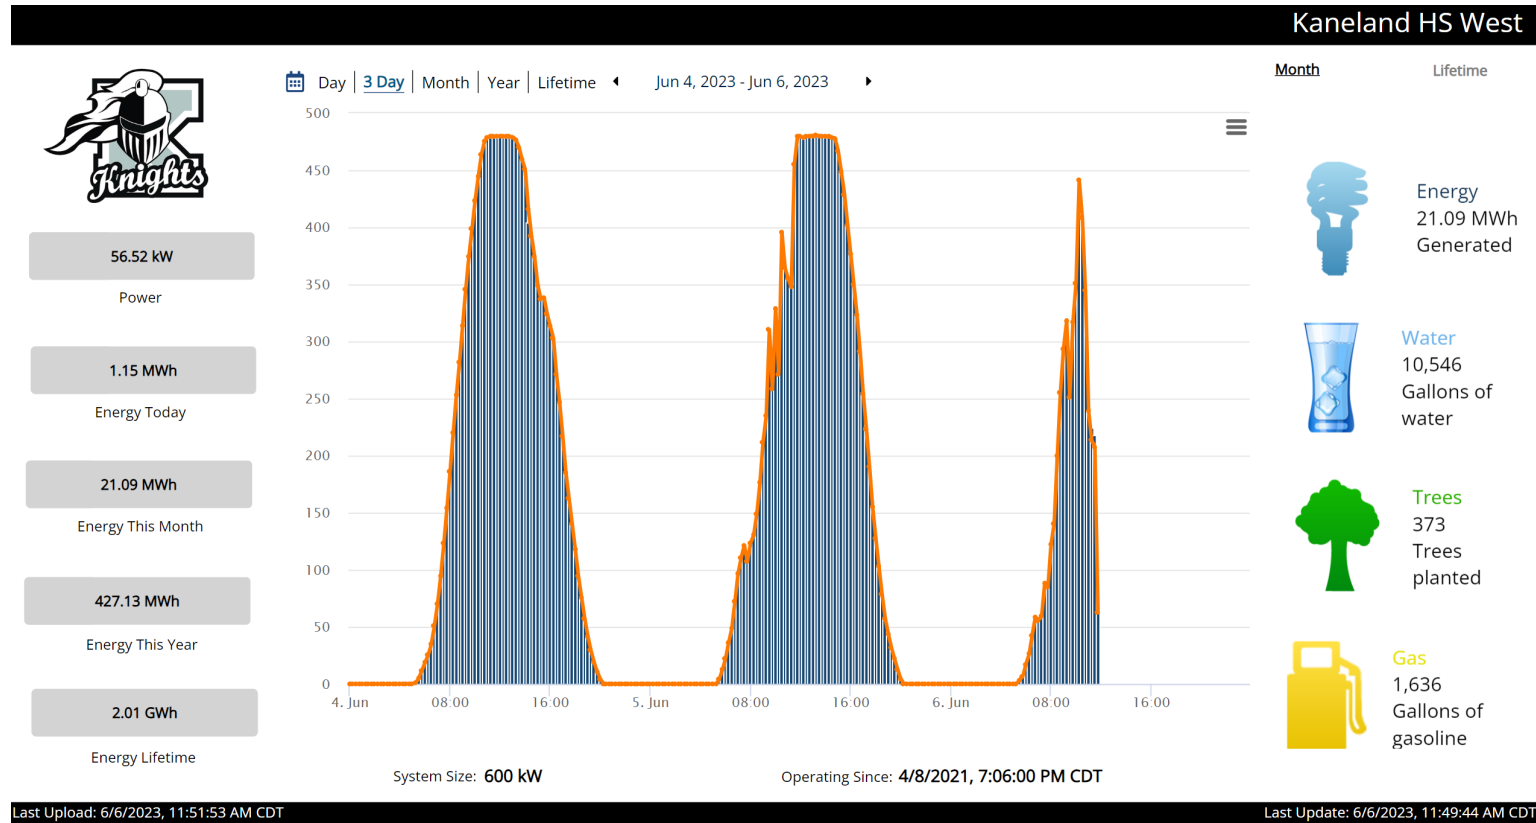 Kaneland HS West
Knights
Day | 3 Day | Month | Year | Lifetime Jun 4, 2023 - Jun 6, 2023
Month Lifetime
500
450
400
350
300
250
200
150
100
50
0
4. Jun 08:00 16:00 5. Jun 08:00 16:00 6. Jun 08:00 16:00
56.52 kW
Power
1.15 MWh
Energy Today
21.09 MWh
Energy This Month
427.13 MWh
Energy This Year
2.01 GWh
Energy Lifetime
Energy
21.09 MWh
Generated
Water
10,546
Gallons of
water
Trees
373
Trees
planted
Gas
1,636
Gallons of
gasoline
System Size: 600 kW
Operating Since: 4/8/2021, 7:06:00 PM CDT
Last Upload: 6/6/2023, 11:51:53 AM CDT
Last Update: 6/6/2023, 11:49:44 AM CDT